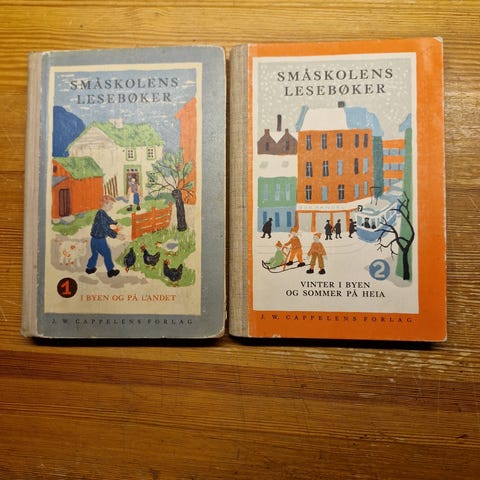 SMÅSKOLENS
LESEBØKER
1
I BYEN OG PÅ LANDET
J. W. CAPPELENS FORLAG
SMÅSKOLENS
LESEBØKER
2
VINTER I BYEN
OG SOMMER PÅ HEIA
J. W. CAPPELENS FORLAG